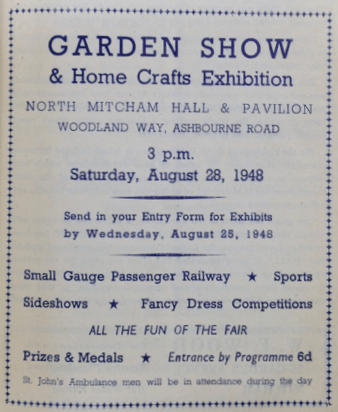 GARDEN SHOW
& Home Crafts Exhibition
NORTH MITCHAM HALL & PAVILION
WOODLAND WAY, ASHBOURNE ROAD
3 p.m.
Saturday, August 28, 1948
Send in your Entry Form for Exhibits
by Wednesday, August 25, 1948
Small Gauge Passenger Railway ★ Sports
Sideshows ★ Fancy Dress Competitions
ALL THE FUN OF THE FAIR
Prizes & Medals ★ Entrance by Programme 6d
St. John's Ambulance men will be in attendance during the day